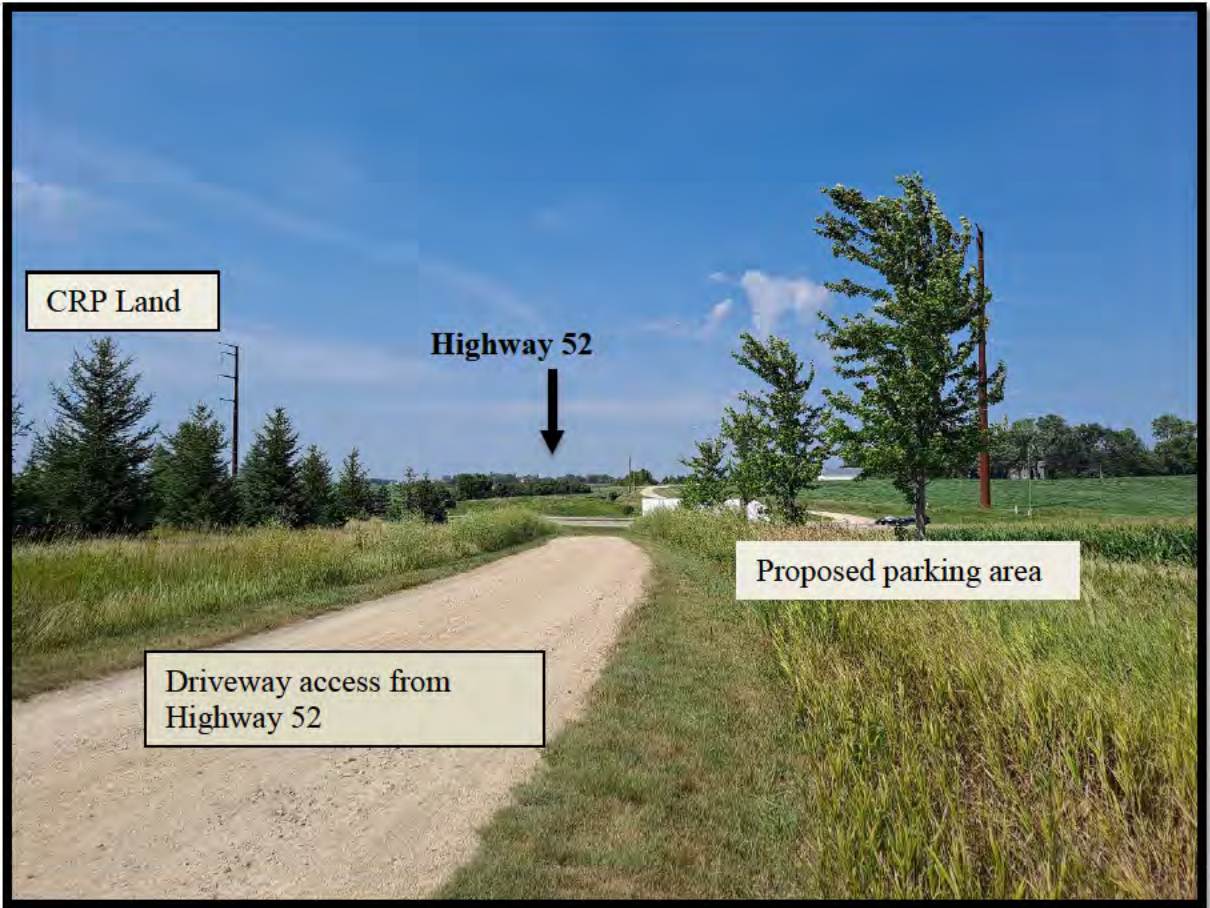 CRP Land
Highway 52
Proposed parking area
Driveway access from
Highway 52